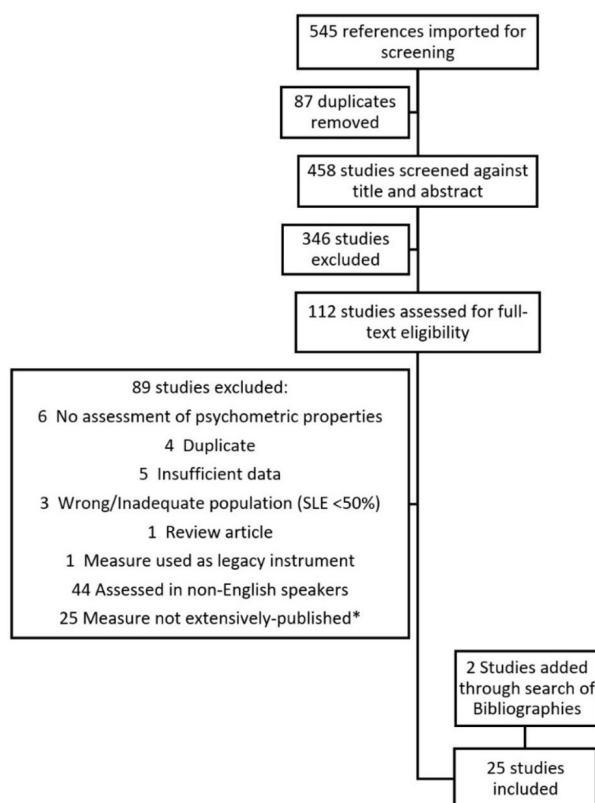 545 references imported for
screening
87 duplicates
removed
458 studies screened against
title and abstract
346 studies
excluded
112 studies assessed for full-
text eligibility
89 studies excluded:
6 No assessment of psychometric properties
4 Duplicate
5 Insufficient data
3 Wrong/Inadequate population (SLE <50%)
1 Review article
1 Measure used as legacy instrument
44 Assessed in non-English speakers
25 Measure not extensively-published*
2 Studies added
through search of
Bibliographies
25 studies
included